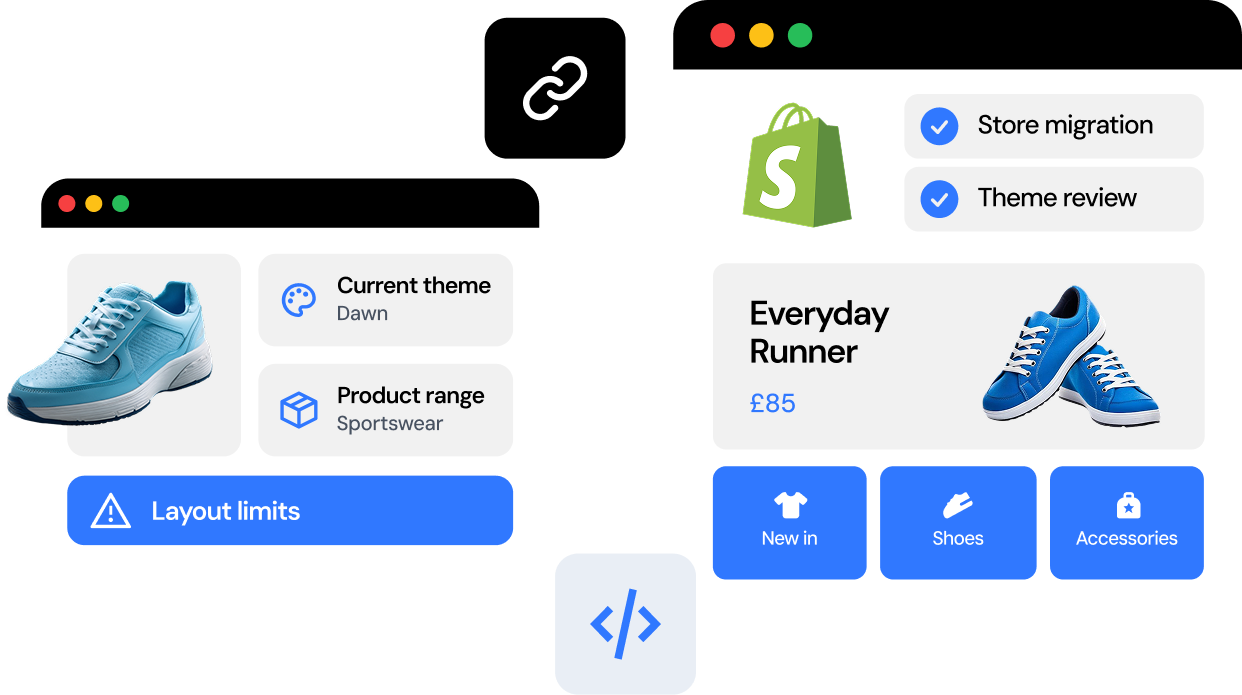 Current theme
Dawn
Product range
Sportswear
Layout limits
S
Store migration
Theme review
Everyday
Runner
£85
New in
Shoes
Accessories